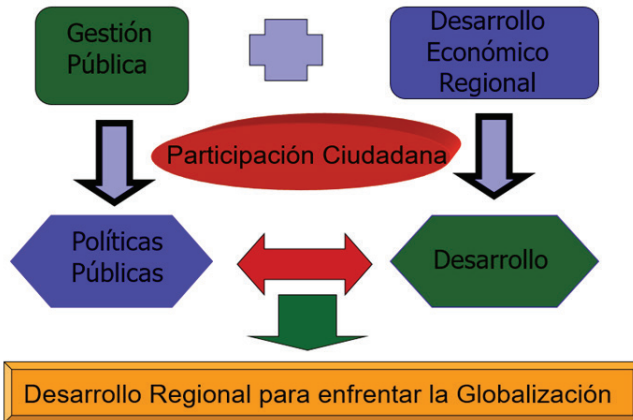 Gestión
Pública
Desarrollo
Económico
Regional
Participación Ciudadana
Políticas
Públicas
Desarrollo
Desarrollo Regional para enfrentar la Globalización